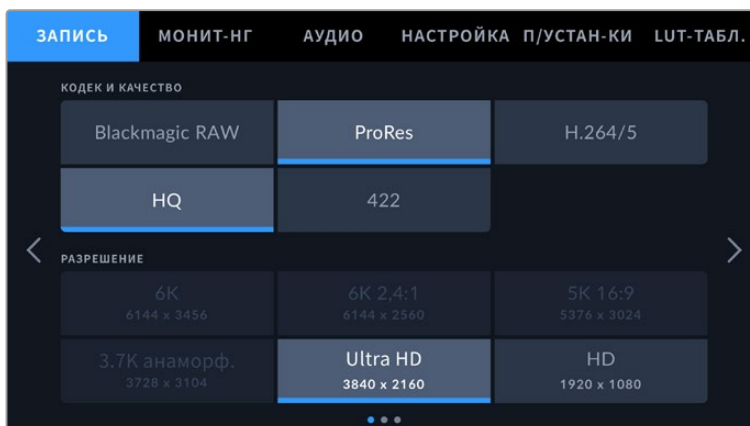 ЗАПИСЬ МОНИТ-НГ АУДИО НАСТРОЙКА П/УСТАН-КИ LUT-ТАБЛ.
КОДЕК И КАЧЕСТВО
Blackmagic RAW ProRes H.264/5
HQ 422
РАЗРЕШЕНИЕ
6K 6K 2,4:1 5K 16:9
6144 x 3456 6144 x 2560 5376 x 3024
3.7K анаморф. Ultra HD HD
3728 x 3104 3840 x 2160 1920 x 1080